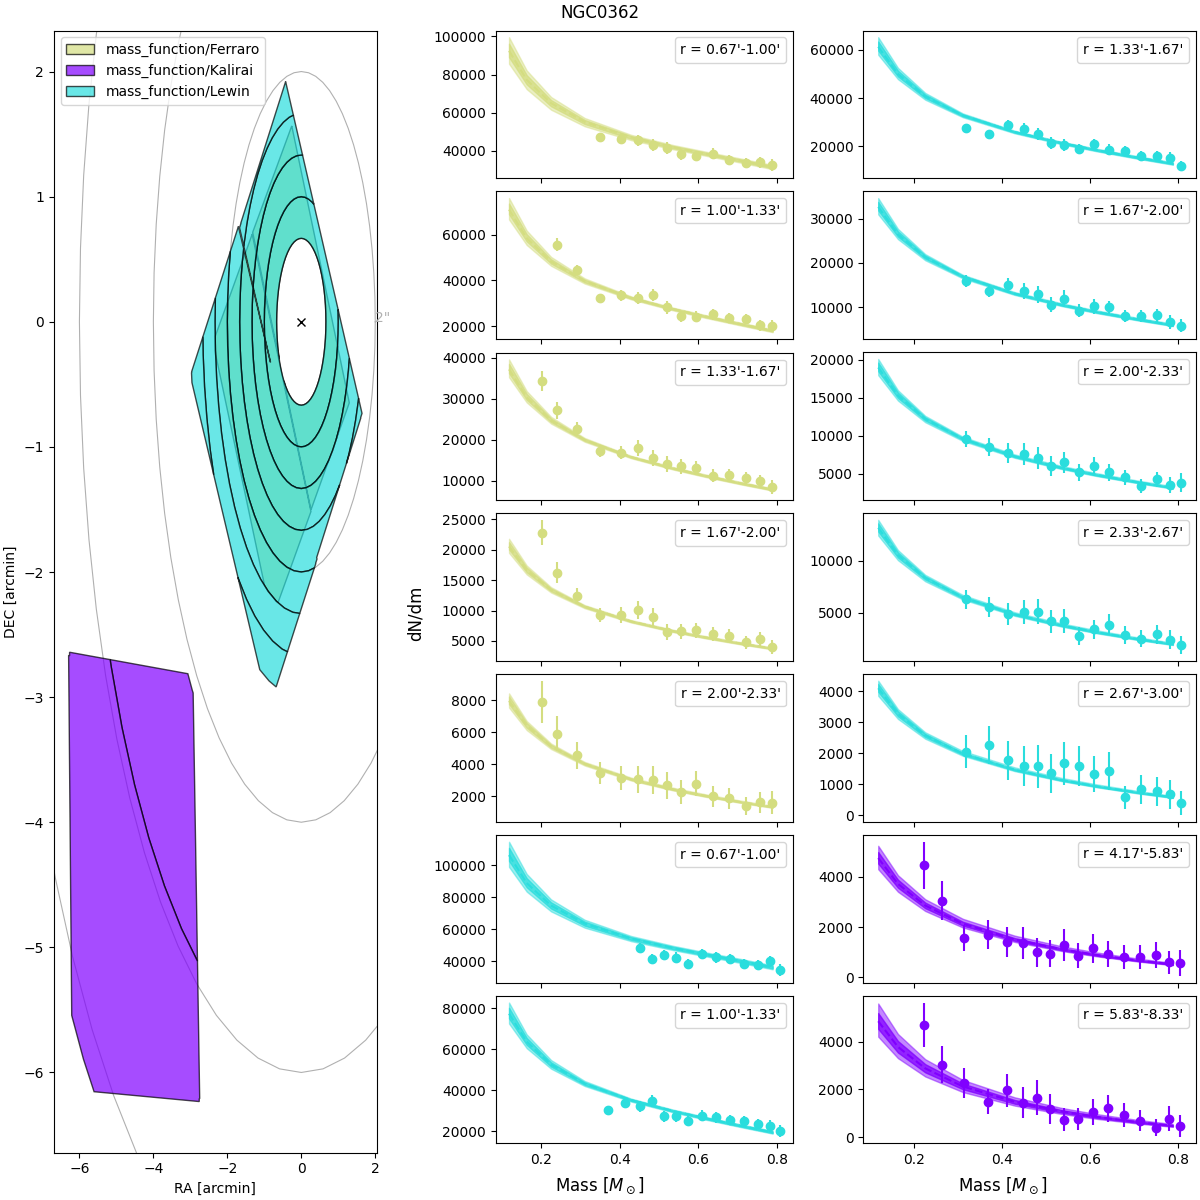 NGC0362
mass_function/Ferraro
mass_function/Kalirai
mass_function/Lewin
2
1
0
−1
−2
−3
−4
−5
−6
DEC [arcmin]
2"
−6 −4 −2 0 2
RA [arcmin]
dN/dm
r = 0.67'-1.00'
100000
80000
60000
40000
r = 1.00'-1.33'
60000
40000
20000
r = 1.33'-1.67'
40000
30000
20000
10000
r = 1.67'-2.00'
25000
20000
15000
10000
5000
r = 2.00'-2.33'
8000
6000
4000
2000
r = 0.67'-1.00'
100000
80000
60000
40000
r = 1.00'-1.33'
80000
60000
40000
20000
0.2 0.4 0.6 0.8
Mass [M⊙]
r = 1.33'-1.67'
60000
40000
20000
r = 1.67'-2.00'
30000
20000
10000
r = 2.00'-2.33'
20000
15000
10000
5000
r = 2.33'-2.67'
10000
5000
r = 2.67'-3.00'
4000
3000
2000
1000
0
r = 4.17'-5.83'
4000
2000
0
r = 5.83'-8.33'
4000
2000
0
0.2 0.4 0.6 0.8
Mass [M⊙]